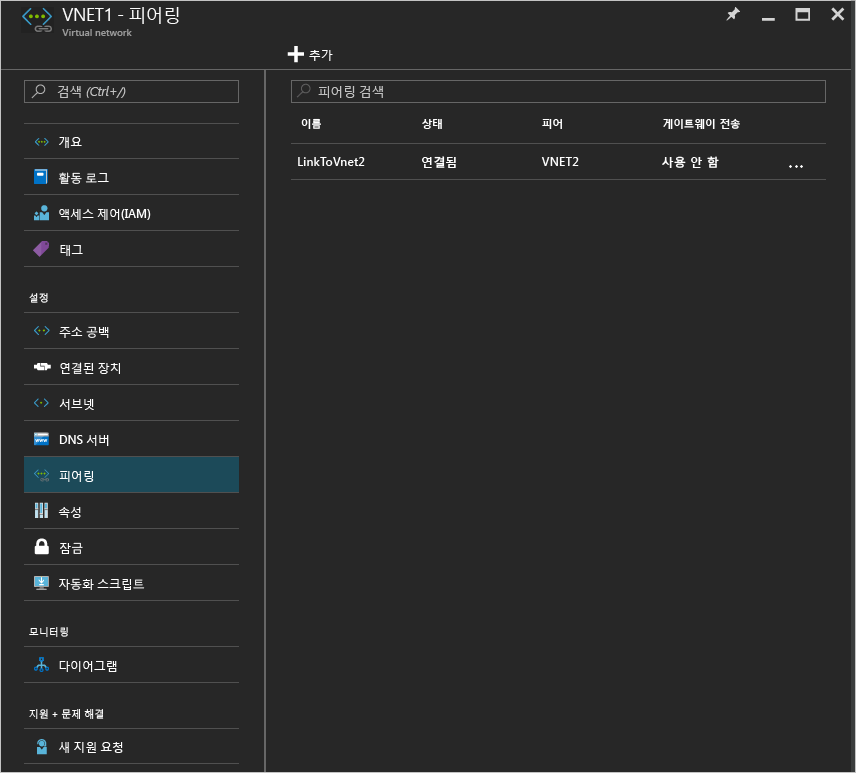 VNET1 - 피어링
Virtual network
추가
검색 (Ctrl+/)
개요
활동 로그
액세스 제어(IAM)
태그
설정
주소 공백
연결된 장치
서브넷
DNS 서버
피어링
속성
잠금
자동화 스크립트
모니터링
다이어그램
지원 + 문제 해결
새 지원 요청
피어링 검색
이름 상태 피어 게이트웨이 전송
LinkToVnet2 연결됨 VNET2 사용 안 함 ...